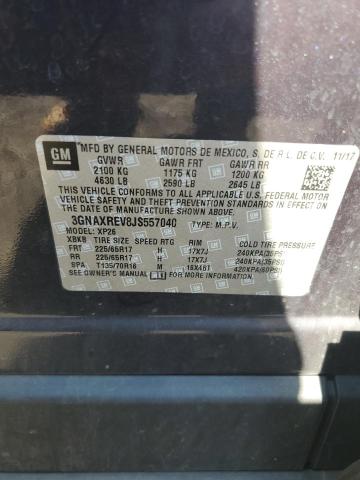 GM
MFD BY GENERAL MOTORS DE MEXICO, S. DE R.L. DE C.V. 11/17
GVWR GAWR FRT GAWR RR
2100 KG 1175 KG 1200 KG
4630 LB 2590 LB 2645 LB
THIS VEHICLE CONFORMS TO ALL APPLICABLE U.S. FEDERAL MOTOR
VEHICLE SAFETY, BUMPER, AND THEFT PREVENTION
STANDARDS IN EFFECT ON THE DATE OF MANUFACTURE SHOWN ABOVE.
3GNAXREV8JS557040 TYPE: M.P.V.
MODEL: XP26
XBKB TIRE SIZE SPEED RTG RIM COLD TIRE PRESSURE
FRT 225/65R17 H 17X7J 240KPA(35PSI)
RR 225/65R17 H 17X7J 240KPA(35PSI)
SPA T135/70R16 M 16X4BT 420KPA(60PSI)
SEE OWNER'S MANUAL FOR MORE INFORMATION.